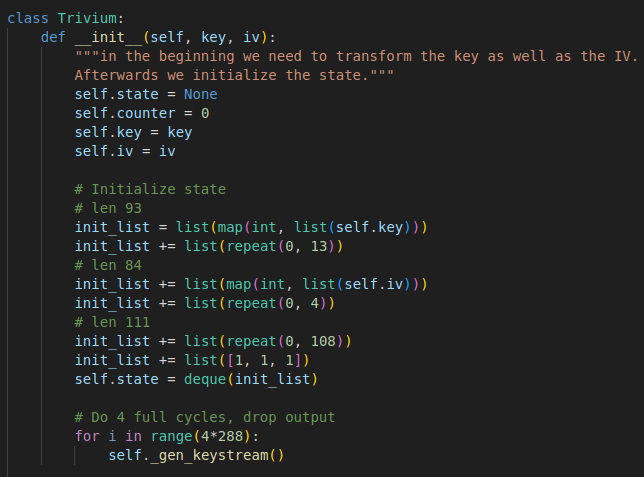 class Trivium:
    def __init__(self, key, iv):
        """in the beginning we need to transform the key as well as the IV.
        Afterwards we initialize the state."""
        self.state = None
        self.counter = 0
        self.key = key
        self.iv = iv

        # Initialize state
        # len 93
        init_list = list(map(int, list(self.key)))
        init_list += list(repeat(0, 13))
        # len 84
        init_list += list(map(int, list(self.iv)))
        init_list += list(repeat(0, 4))
        # len 111
        init_list += list(repeat(0, 108))
        init_list += list([1, 1, 1])
        self.state = deque(init_list)

        # Do 4 full cycles, drop output
        for i in range(4*288):
            self._gen_keystream()